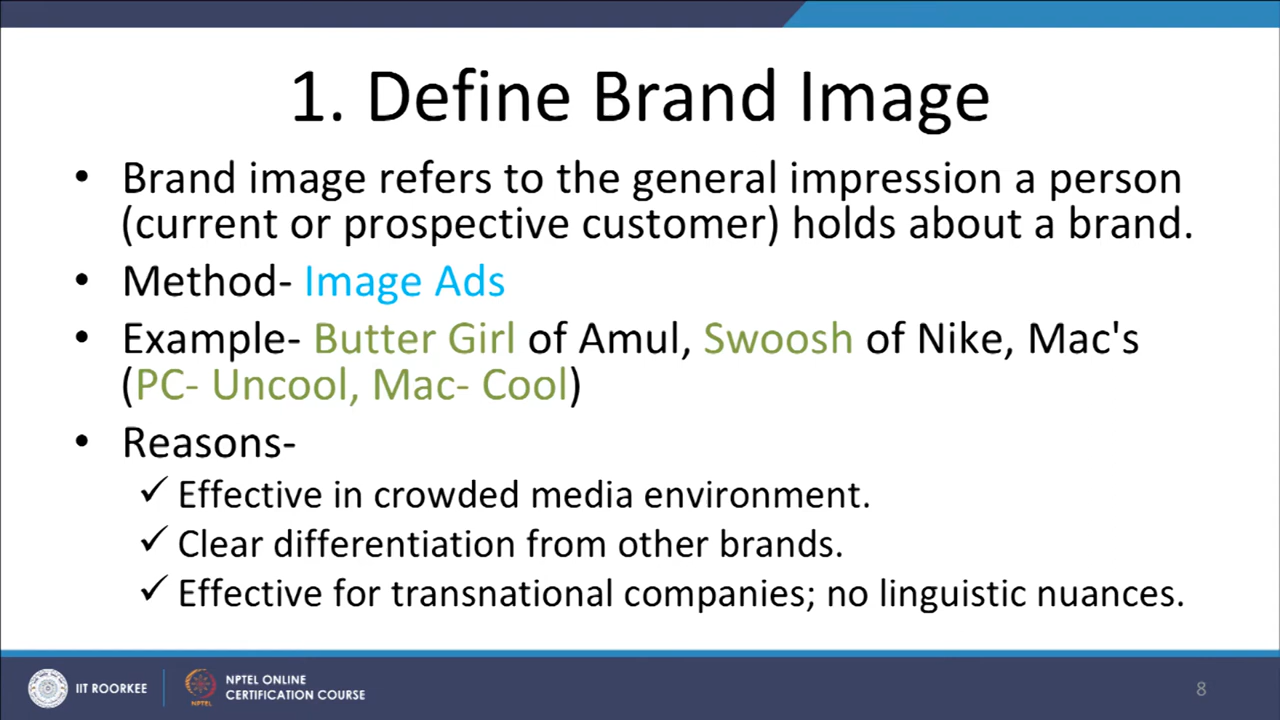 1. Define Brand Image
• Brand image refers to the general impression a person
(current or prospective customer) holds about a brand.
• Method- Image Ads
• Example- Butter Girl of Amul, Swoosh of Nike, Mac's
(PC- Uncool, Mac- Cool)
• Reasons-
✓ Effective in crowded media environment.
✓ Clear differentiation from other brands.
✓ Effective for transnational companies; no linguistic nuances.
IIT ROORKEE
NPTEL
NPTEL ONLINE
CERTIFICATION COURSE
8